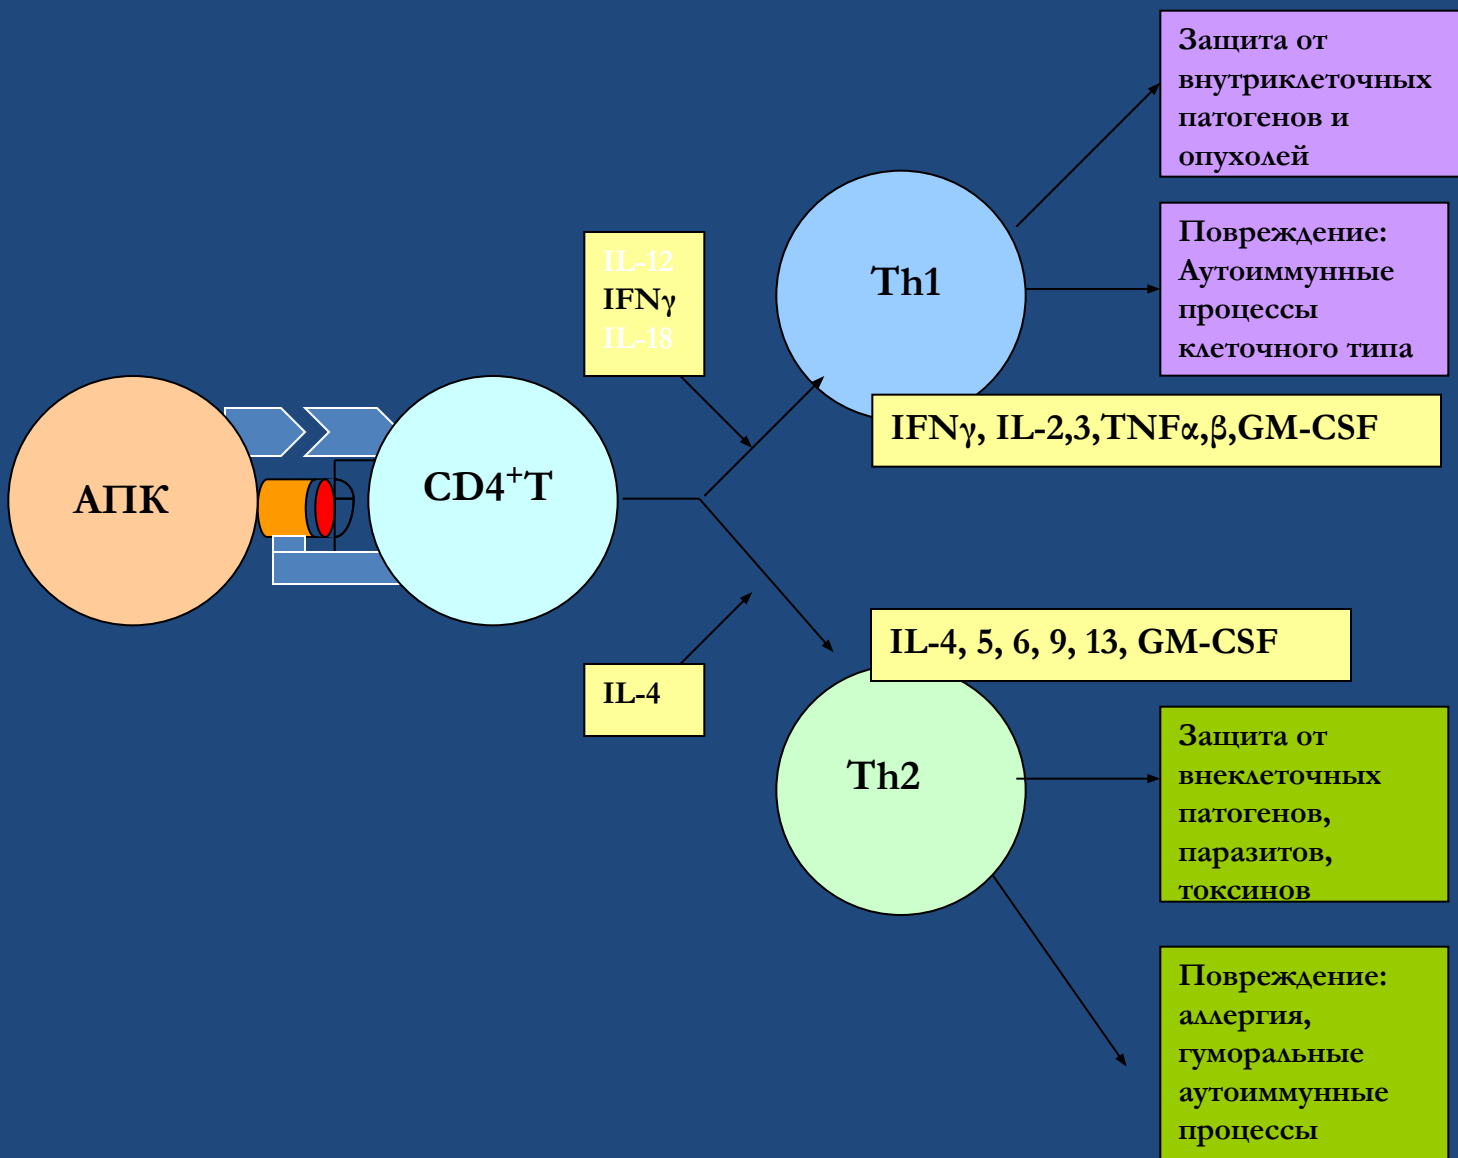 Защита от
внутриклеточных
патогенов и
опухолей
Повреждение:
Аутоиммунные
процессы
клеточного типа
IL-12
IFNγ
IL-18
Th1
IFNγ, IL-2,3,TNFα,β,GM-CSF
АПК
CD4⁺T
IL-4, 5, 6, 9, 13, GM-CSF
IL-4
Th2
Защита от
внеклеточных
патогенов,
паразитов,
токсинов
Повреждение:
аллергия,
гуморальные
аутоиммунные
процессы